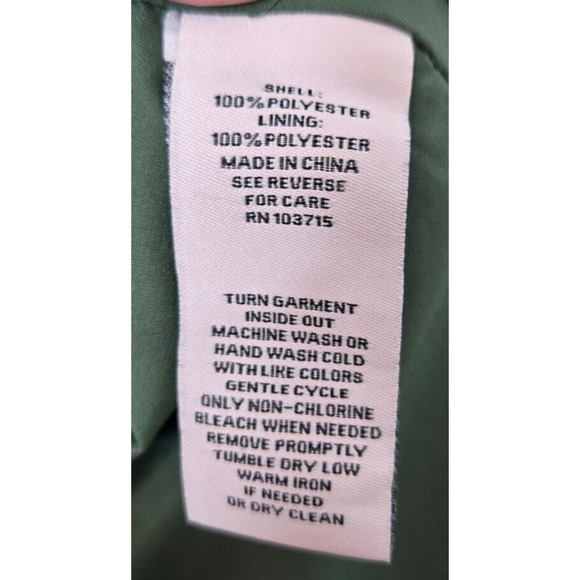 SHELL:
100% POLYESTER
LINING:
100% POLYESTER
MADE IN CHINA
SEE REVERSE
FOR CARE
RN 103715
TURN GARMENT
INSIDE OUT
MACHINE WASH OR
HAND WASH COLD
WITH LIKE COLORS
GENTLE CYCLE
ONLY NON-CHLORINE
BLEACH WHEN NEEDED
REMOVE PROMPTLY
TUMBLE DRY LOW
WARM IRON
IF NEEDED
OR DRY CLEAN